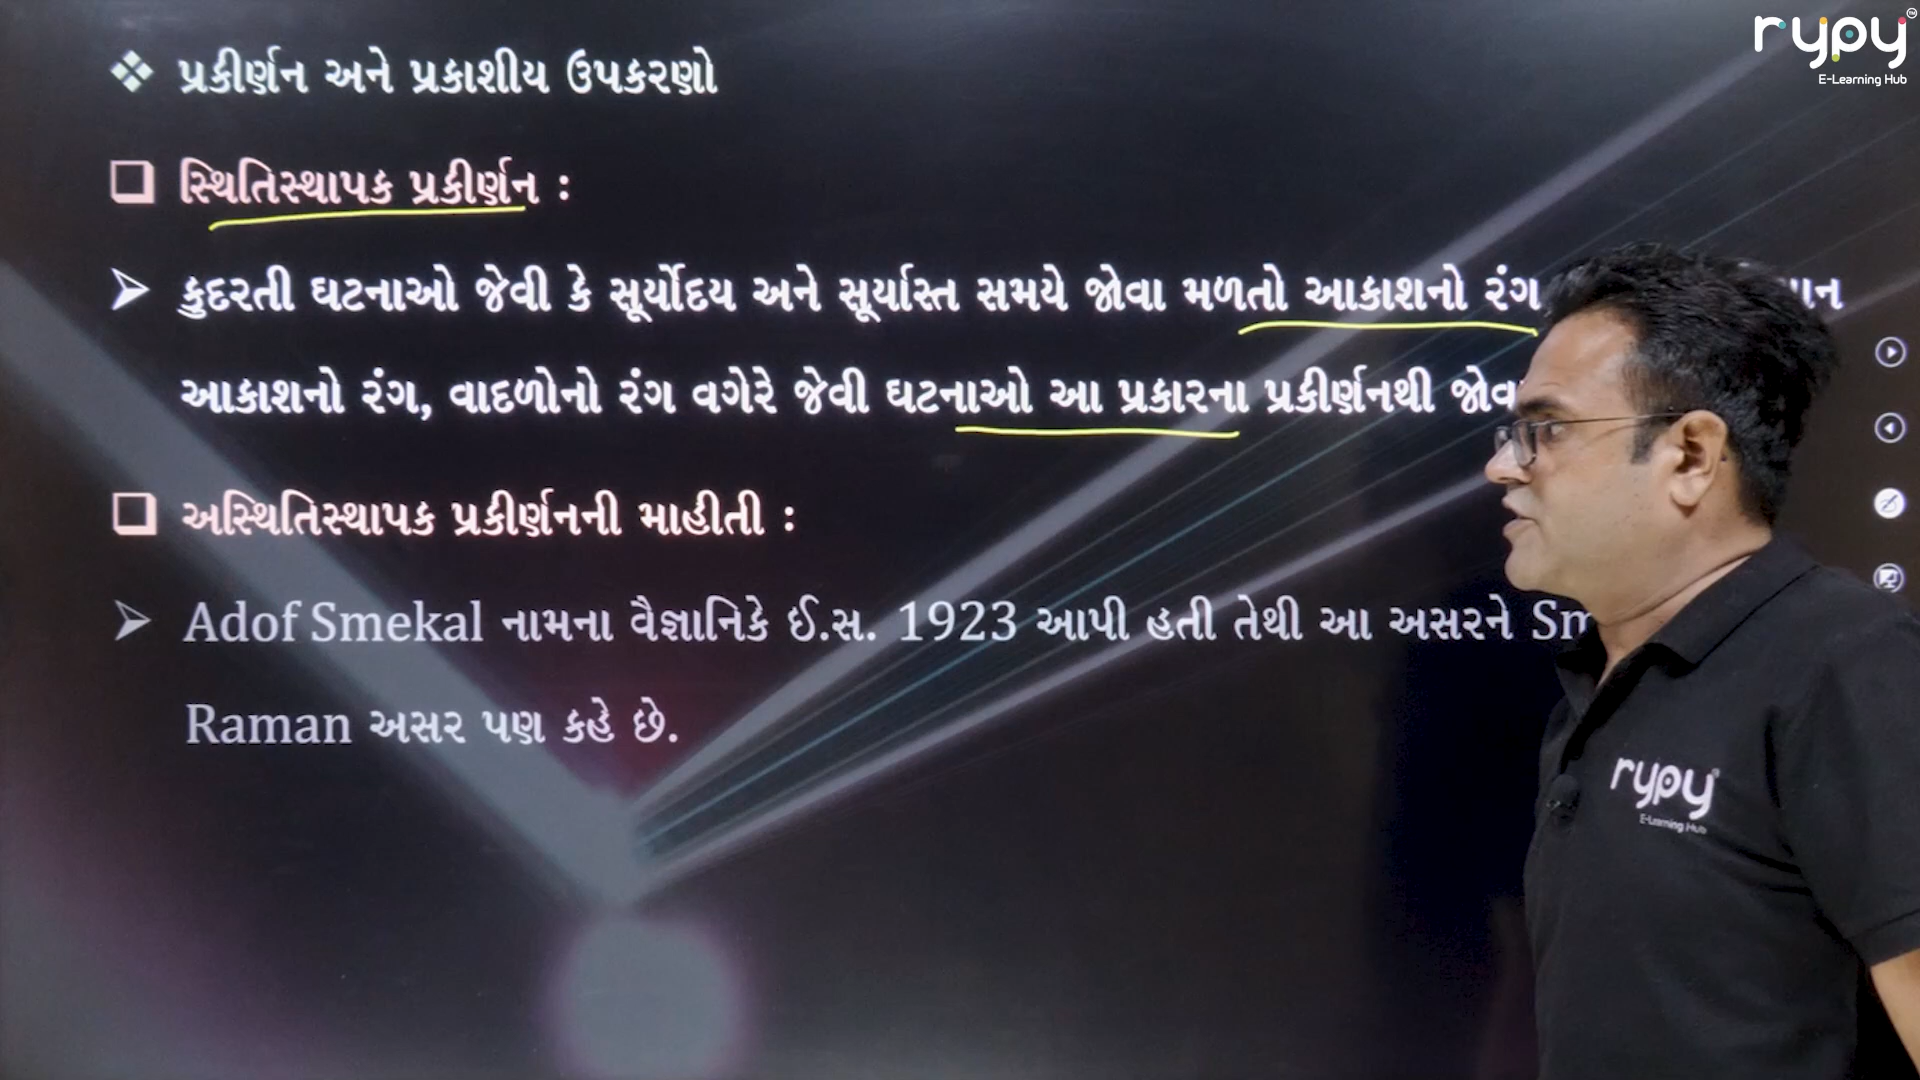 rypy
E-Learning Hub
પ્રકીર્ણન અને પ્રકાશીય ઉપકરણો
સ્થિતિસ્થાપક પ્રકીર્ણન :
કુદરતી ઘટનાઓ જેવી કે સૂર્યોદય અને સૂર્યાસ્ત સમયે જોવા મળતો આકાશનો રંગ
આકાશનો રંગ, વાદળોનો રંગ વગેરે જેવી ઘટનાઓ આ પ્રકારના પ્રકીર્ણનથી
અસ્થિતિસ્થાપક પ્રકીર્ણનની માહીતી :
Adof Smekal નામના વૈજ્ઞાનિકે ઈ.સ. 1923 આપી હતી તેથી આ અસરને
Raman અસર પણ કહે છે.
rypy
E-Learning Hub